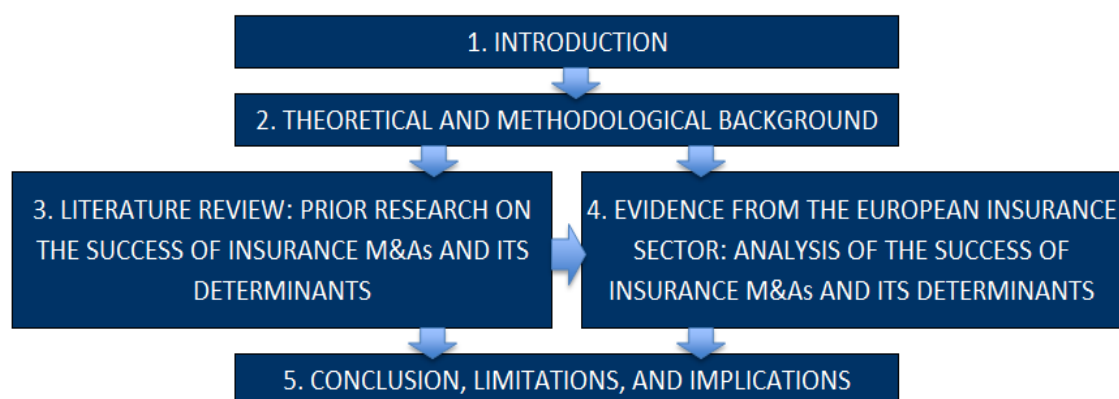 1. INTRODUCTION
2. THEORETICAL AND METHODOLOGICAL BACKGROUND
3. LITERATURE REVIEW: PRIOR RESEARCH ON
THE SUCCESS OF INSURANCE M&As AND ITS
DETERMINANTS
4. EVIDENCE FROM THE EUROPEAN INSURANCE
SECTOR: ANALYSIS OF THE SUCCESS OF
INSURANCE M&As AND ITS DETERMINANTS
5. CONCLUSION, LIMITATIONS, AND IMPLICATIONS